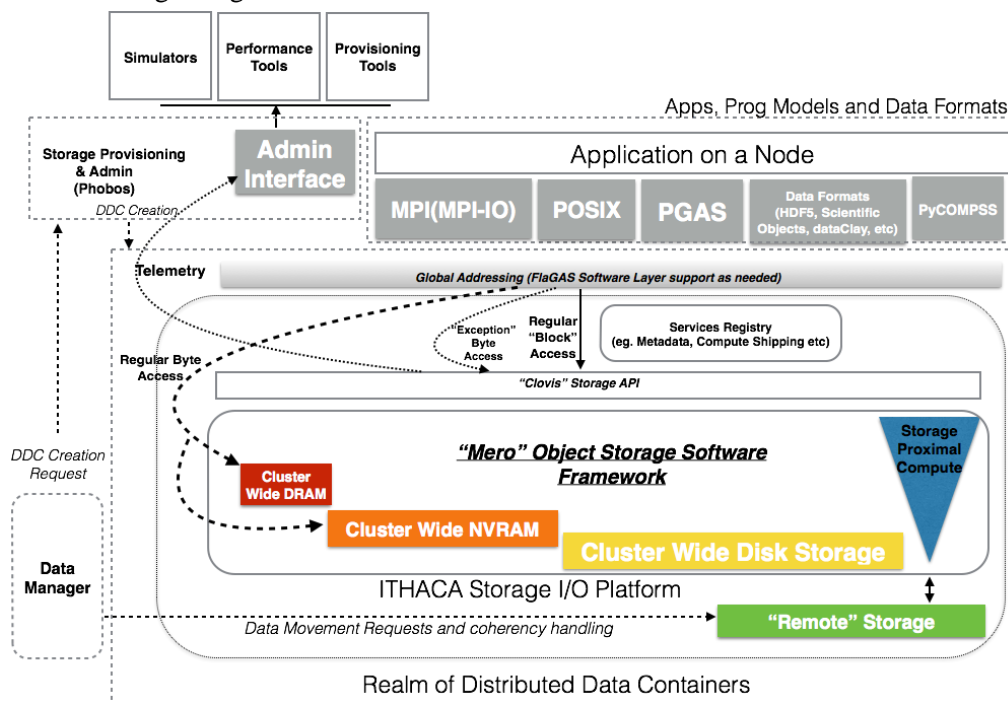 Simulators
Performance
Tools
Provisioning
Tools
Apps, Prog Models and Data Formats
Storage Provisioning
& Admin
(Phobos)
DDC Creation
Admin
Interface
Application on a Node
MPI(MPI-IO)
POSIX
PGAS
Data Formats
(HDF5, Scientific
Objects, dataClay, etc)
PyCOMPSS
Telemetry
Global Addressing (FlaGAS Software Layer support as needed)
Regular Byte
Access
"Exception"
Byte
Access
Regular
"Block"
Access
Services Registry
(eg. Metadata, Compute Shipping etc)
"Clovis" Storage API
"Mero" Object Storage Software
Framework
Storage
Proximal
Compute
DDC Creation
Request
Cluster
Wide DRAM
Cluster Wide NVRAM
Cluster Wide Disk Storage
Data
Manager
ITHACA Storage I/O Platform
"Remote" Storage
Data Movement Requests and coherency handling
Realm of Distributed Data Containers